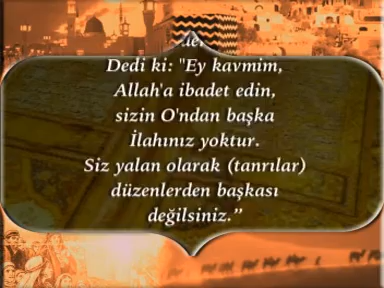 Dedi ki: "Ey kavmim,
Allah'a ibadet edin,
sizin O'ndan başka
İlahınız yoktur.
Siz yalan olarak (tanrılar)
düzenlerden başkası
değilsiniz.”